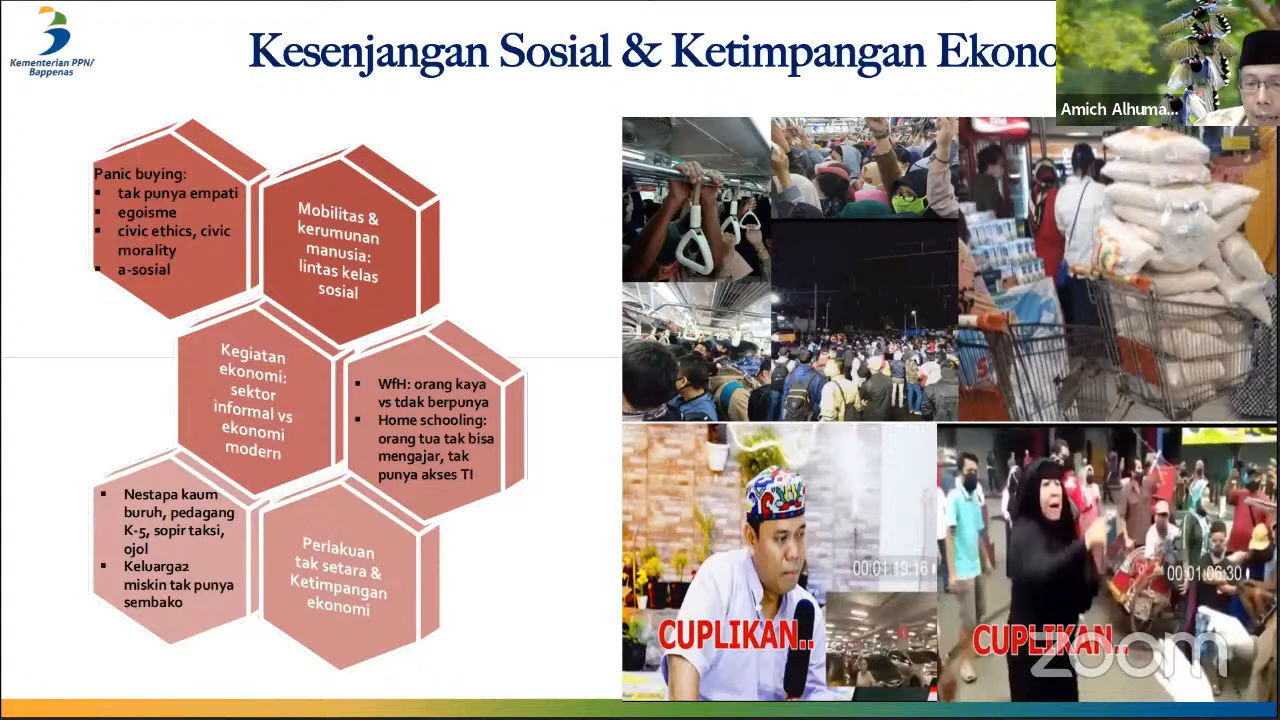 Kementerian PPN/
Bappenas
Kesenjangan Sosial & Ketimpangan Ekono
Amich Alhuma...
Panic buying:
▪ tak punya empati
▪ egoisme
▪ civic ethics, civic
morality
▪ a-sosial
Mobilitas &
kerumunan
manusia:
lintas kelas
sosial
Kegiatan
ekonomi:
sektor
informal vs
ekonomi
modern
▪ WfH: orang kaya
vs tdak berpunya
▪ Home schooling:
orang tua tak bisa
mengajar, tak
punya akses TI
▪ Nestapa kaum
buruh, pedagang
K-5, sopir taksi,
ojol
▪ Keluarga2
miskin tak punya
sembako
Perlakuan
tak setara &
Ketimpangan
ekonomi
00:01:19:16
CUPLIKAN..
00:01:06:30
CUPLIKAN..
zoom